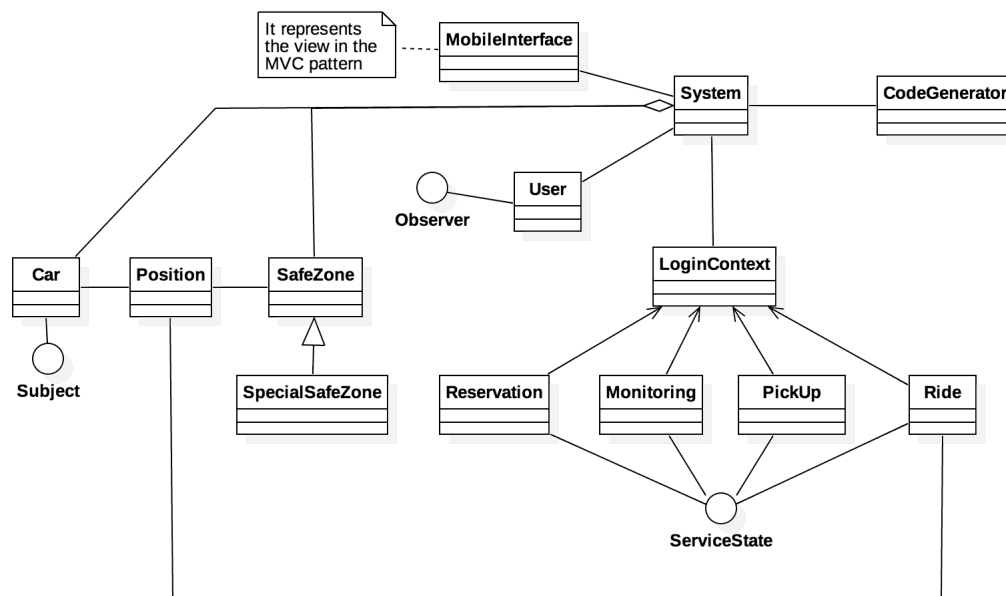 It represents
the view in the
MVC pattern
MobileInterface
System
CodeGenerator
User
Observer
LoginContext
Car
Position
SafeZone
Subject
SpecialSafeZone
Reservation
Monitoring
PickUp
Ride
ServiceState